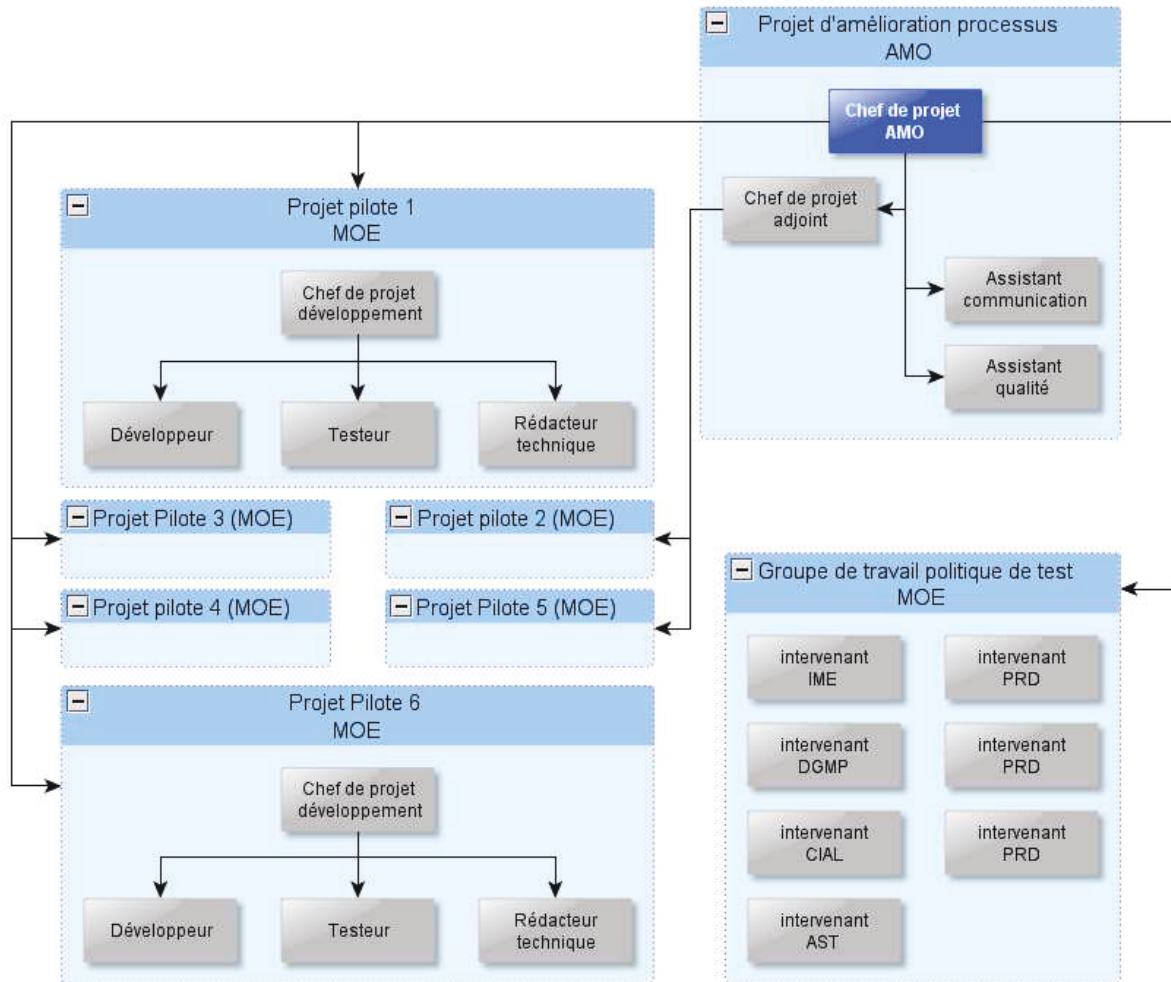 Projet d'amélioration processus
AMO
Chef de projet
AMO
Chef de projet
adjoint
Assistant
communication
Assistant
qualité
Projet pilote 1
MOE
Chef de projet
développement
Développeur
Testeur
Rédacteur
technique
Projet Pilote 3 (MOE)
Projet pilote 2 (MOE)
Projet pilote 4 (MOE)
Projet Pilote 5 (MOE)
Projet Pilote 6
MOE
Chef de projet
développement
Développeur
Testeur
Rédacteur
technique
Groupe de travail politique de test
MOE
intervenant
IME
intervenant
PRD
intervenant
DGMP
intervenant
PRD
intervenant
CIAL
intervenant
PRD
intervenant
AST